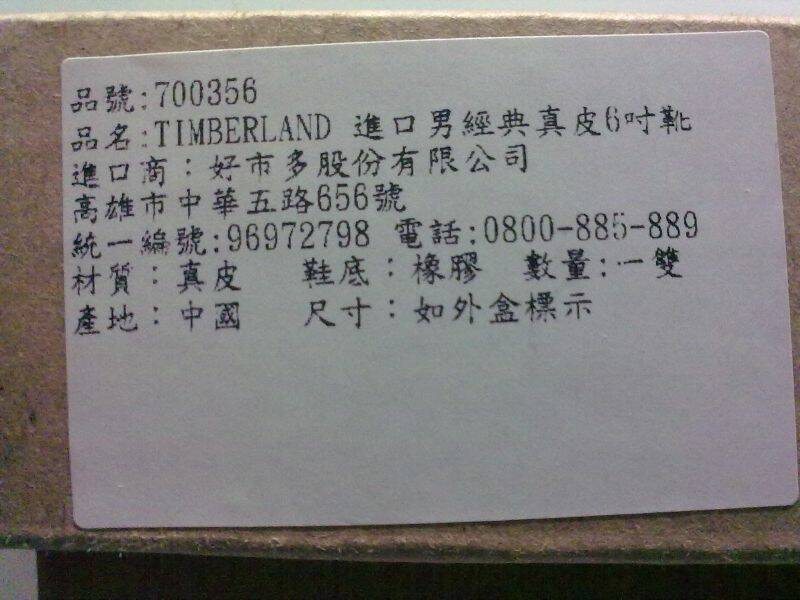 品號:700356
品名:TIMBERLAND 進口男經典真皮6吋靴
進口商：好市多股份有限公司
高雄市中華五路656號
統一編號:96972798 電話:0800-885-889
材質：真皮 鞋底：橡膠 數量:一雙
產地：中國 尺寸：如外盒標示